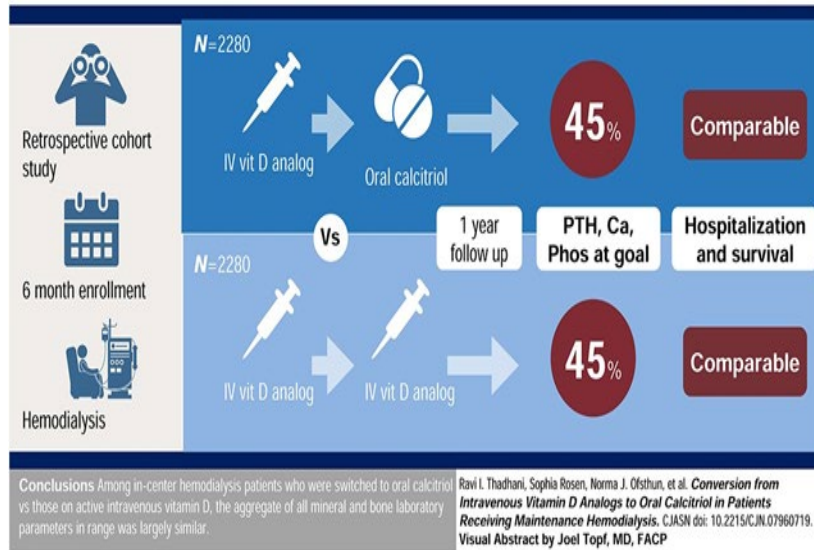 Retrospective cohort
study
6 month enrollment
Hemodialysis
N=2280
IV vit D analog
Oral calcitriol
45%
Comparable
Vs
1 year
follow up
PTH, Ca,
Phos at goal
Hospitalization
and survival
N=2280
IV vit D analog
IV vit D analog
45%
Comparable
Conclusions Among in-center hemodialysis patients who were switched to oral calcitriol
vs those on active intravenous vitamin D, the aggregate of all mineral and bone laboratory
parameters in range was largely similar.
Ravi I. Thadhani, Sophia Rosen, Norma J. Ofsthun, et al. Conversion from
Intravenous Vitamin D Analogs to Oral Calcitriol in Patients
Receiving Maintenance Hemodialysis. CJASN doi: 10.2215/CJN.07960719.
Visual Abstract by Joel Topf, MD, FACP